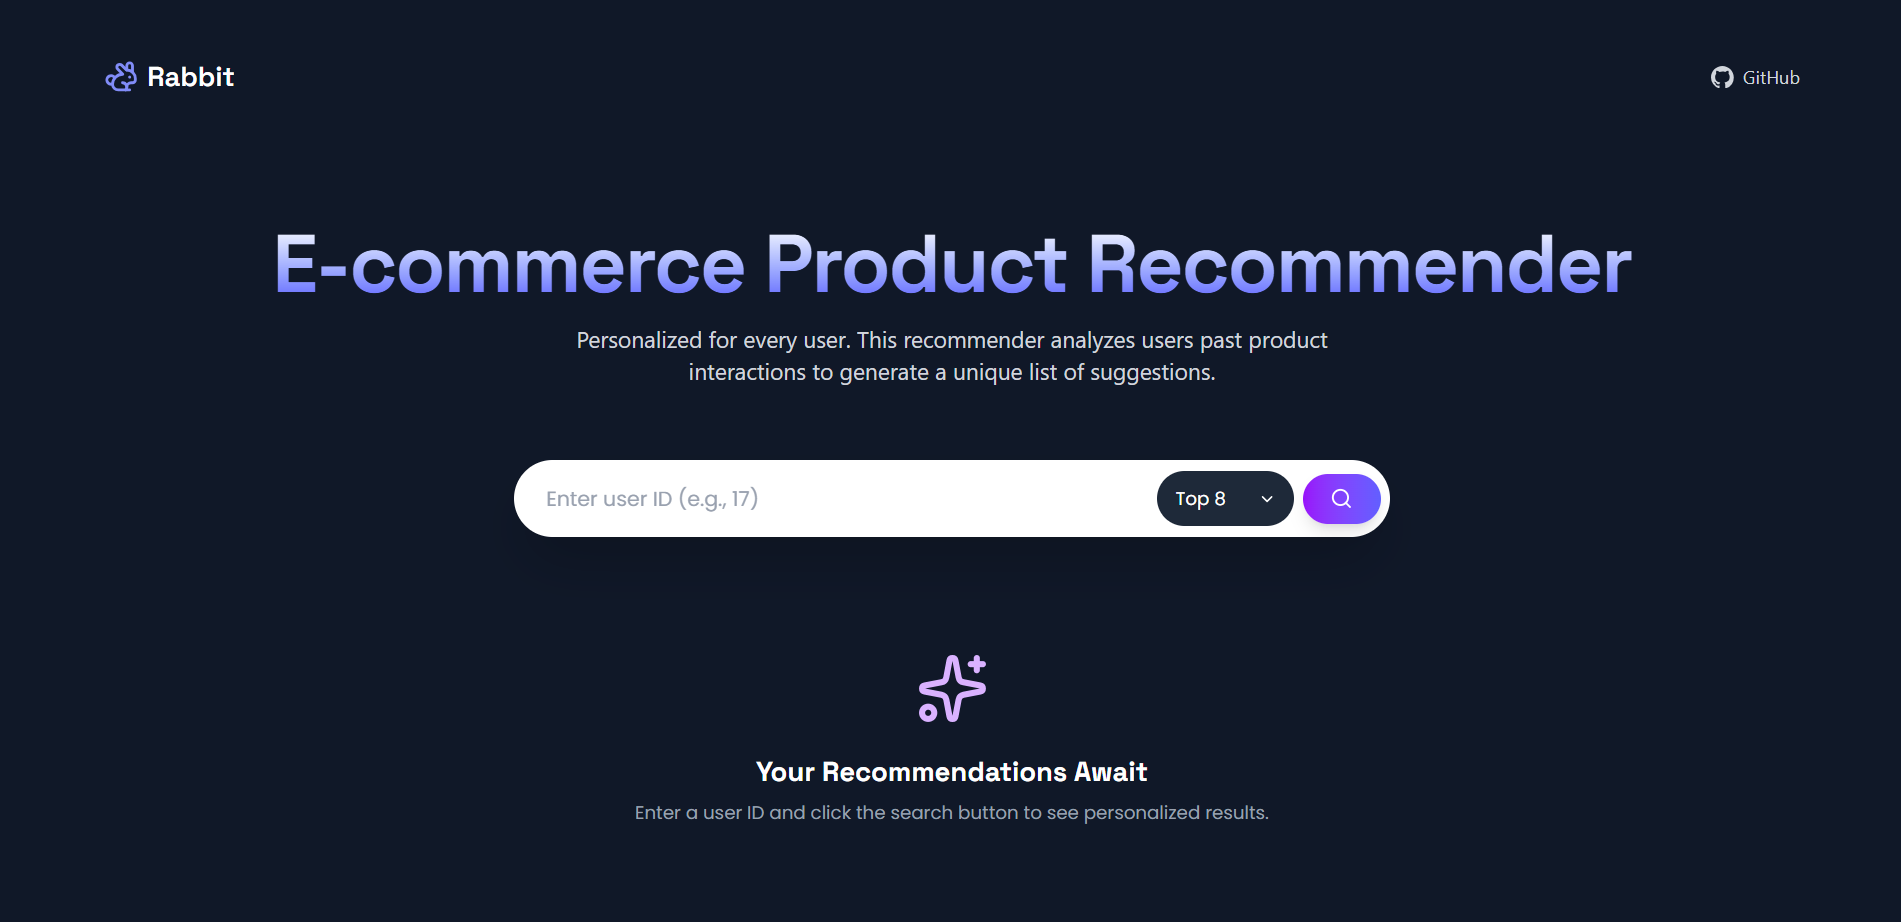 Rabbit
GitHub
E-commerce Product Recommender
Personalized for every user. This recommender analyzes users past product
interactions to generate a unique list of suggestions.
Enter user ID (e.g., 17)
Top 8
Your Recommendations Await
Enter a user ID and click the search button to see personalized results.